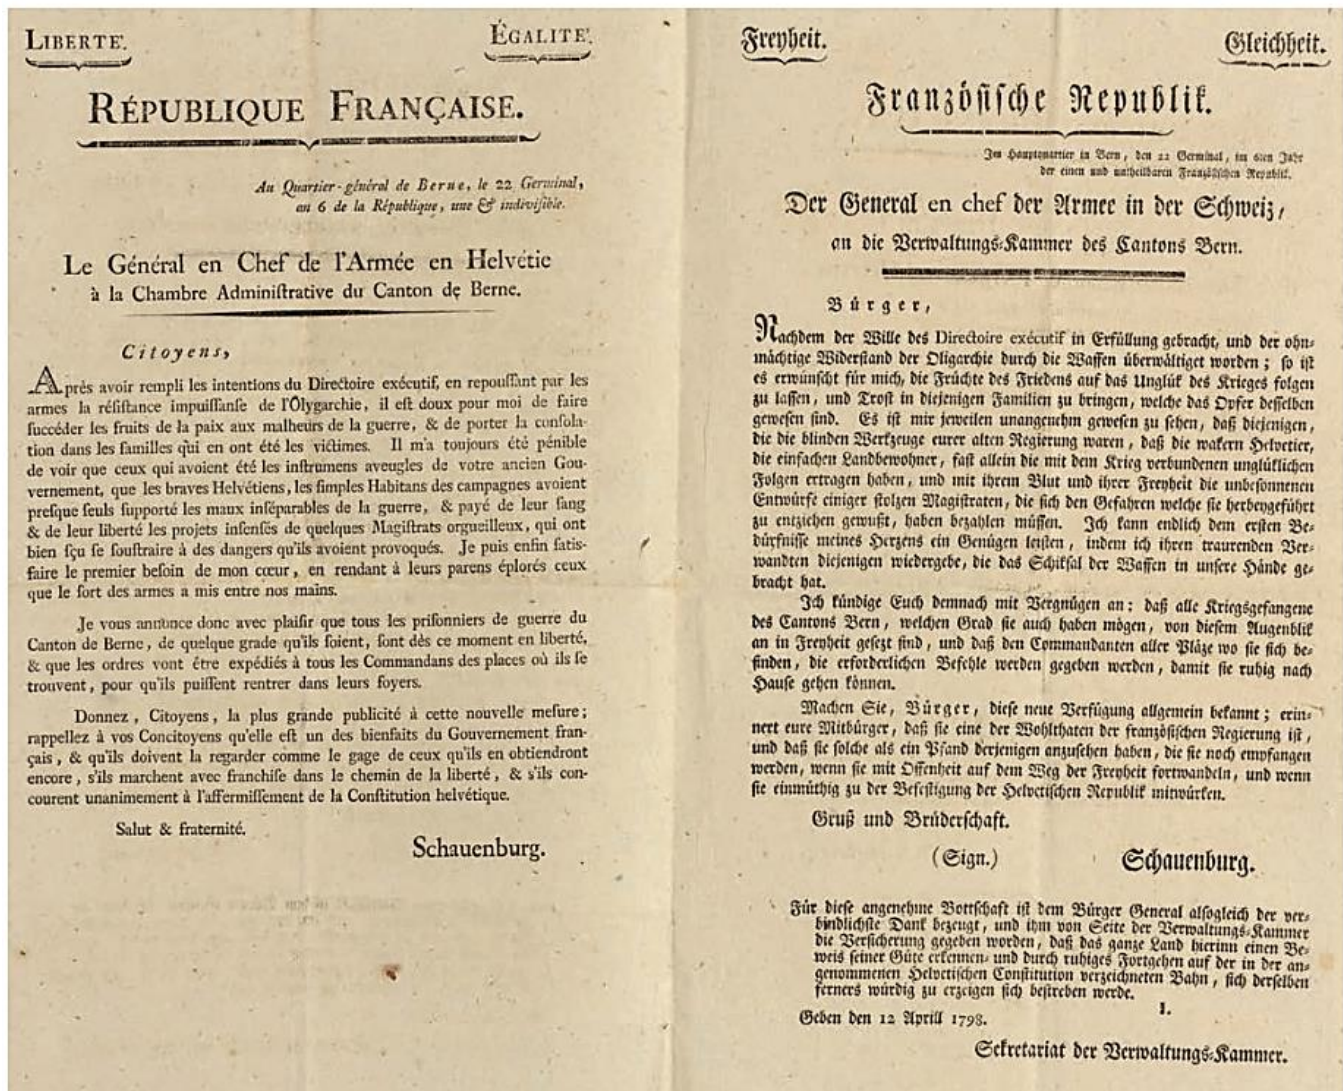 LIBERTÉ.
ÉGALITÉ.
RÉPUBLIQUE FRANÇAISE.
Au Quartier-général de Berne, le 22 Germinal,
an 6 de la République, une & indéviſible.
Le Général en Chef de l'Armée en Helvétie
à la Chambre Adminiſtrative du Canton de Berne.
Citoyens,
Après avoir rempli les intentions du Directoire exécutif, en repouſſant par les
armes la réſiſtance impuiſſanſe de l'Olygarchie, il eſt doux pour moi de faire
ſuccéder les fruits de la paix aux malheurs de la guerre, & de porter la conſola-
tion dans les familles qui en ont été les victimes. Il m'a toujours été pénible
de voir que ceux qui avoient été les inſtrumens aveugles de votre ancien Gou-
vernement, que les braves Helvétiens, les ſimples Habitans des campagnes avoient
preſque ſeuls ſupporté les maux inſéparables de la guerre, & payé de leur ſang
& de leur liberté les projets inſenſés de quelques Magiſtrats orgueilleux, qui ont
bien ſçu ſe ſouſtraire à des dangers qu'ils avoient provoqués. Je puis enfin ſatis-
faire le premier beſoin de mon cœur, en rendant à leurs parens éplorés ceux
que le ſort des armes a mis entre nos mains.
Je vous annonce donc avec plaiſir que tous les priſonniers de guerre du
Canton de Berne, de quelque grade qu'ils ſoient, ſont dès ce moment en liberté,
& que les ordres vont être expédiés à tous les Commandans des places où ils ſe
trouvent, pour qu'ils puiſſent rentrer dans leurs foyers.
Donnez, Citoyens, la plus grande publicité à cette nouvelle meſure;
rappellez à vos Concitoyens qu'elle eſt un des bienfaits du Gouvernement fran-
çais, & qu'ils doivent la regarder comme le gage de ceux qu'ils en obtiendront
encore, s'ils marchent avec franchiſe dans le chemin de la liberté, & s'ils con-
courent unanimement à l'affermiſſement de la Conſtitution helvétique.
Salut & fraternité.
Schauenburg.
Freyheit.
Gleichheit.
Franzöſiſche Republik.
Im Hauptquartier in Bern, den 22 Germinal, im 6ten Jahr
der einen und untheilbaren Franzöſiſchen Republik.
Der General en chef der Armee in der Schweiz,
an die Verwaltungs-Kammer des Cantons Bern.
Bürger,
Nachdem der Wille des Directoire exécutif in Erfüllung gebracht, und der ohn-
mächtige Widerſtand der Oligarchie durch die Waffen überwältiget worden; ſo iſt
es erwünſcht für mich, die Früchte des Friedens auf das Unglük des Krieges folgen
zu laſſen, und Troſt in diejenigen Familien zu bringen, welche das Opfer deſſelben
geweſen ſind. Es iſt mir jeweilen unangenehm geweſen zu ſehen, daß diejenigen,
die die blinden Werkzeuge eurer alten Regierung waren, daß die wakern Helvetier,
die einfachen Landbewohner, faſt allein die mit dem Krieg verbundenen unglüklichen
Folgen ertragen haben, und mit ihrem Blut und ihrer Freyheit die unbeſonnenen
Entwürfe einiger ſtolzen Magiſtraten, die ſich den Gefahren welche ſie herbeygeführt
zu entziehen gewußt, haben bezahlen müſſen. Ich kann endlich dem erſten Be-
dürfniſſe meines Herzens ein Genügen leiſten, indem ich ihren traurenden Ver-
wandten diejenigen wiedergebe, die das Schikſal der Waffen in unſere Hände ge-
bracht hat.
Ich kündige Euch demnach mit Vergnügen an: daß alle Kriegsgefangene
des Cantons Bern, welchen Grad ſie auch haben mögen, von dieſem Augenblik
an in Freyheit geſezt ſind, und daß den Commandanten aller Pläze wo ſie ſich be-
finden, die erforderlichen Befehle werden gegeben werden, damit ſie ruhig nach
Hauſe gehen können.
Machen Sie, Bürger, dieſe neue Verfügung allgemein bekannt; erin-
nert eure Mitbürger, daß ſie eine der Wohlthaten der franzöſiſchen Regierung iſt,
und daß ſie ſolche als ein Pfand derjenigen anzuſehen haben, die ſie noch empfangen
werden, wenn ſie mit Offenheit auf dem Weg der Freyheit fortwandeln, und wenn
ſie einmüthig zu der Befeſtigung der Helvetiſchen Republik mitwürken.
Gruß und Brüderſchaft.
(Sign.) Schauenburg.
Für dieſe angenehme Bottſchaft iſt dem Bürger General alſogleich der ver-
bindlichſte Dank bezeugt, und ihm von Seite der Verwaltungs-Kammer
die Verſicherung gegeben worden, daß das ganze Land hierinn einen Be-
weis ſeiner Güte erkennen- und durch ruhiges Fortgehen auf der in der an-
genommenen Helvetiſchen Conſtitution verzeichneten Bahn, ſich derſelben
ferners würdig zu erzeigen ſich beſtreben werde.
Geben den 12 Aprill 1798.
Sekretariat der Verwaltungs-Kammer.